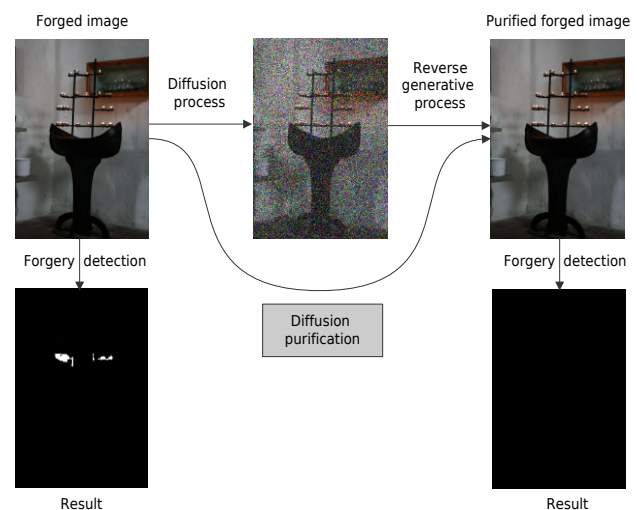 Forged image
Purified forged image
Diffusion
process
Reverse
generative
process
Forgery detection
Forgery detection
Diffusion
purification
Result
Result